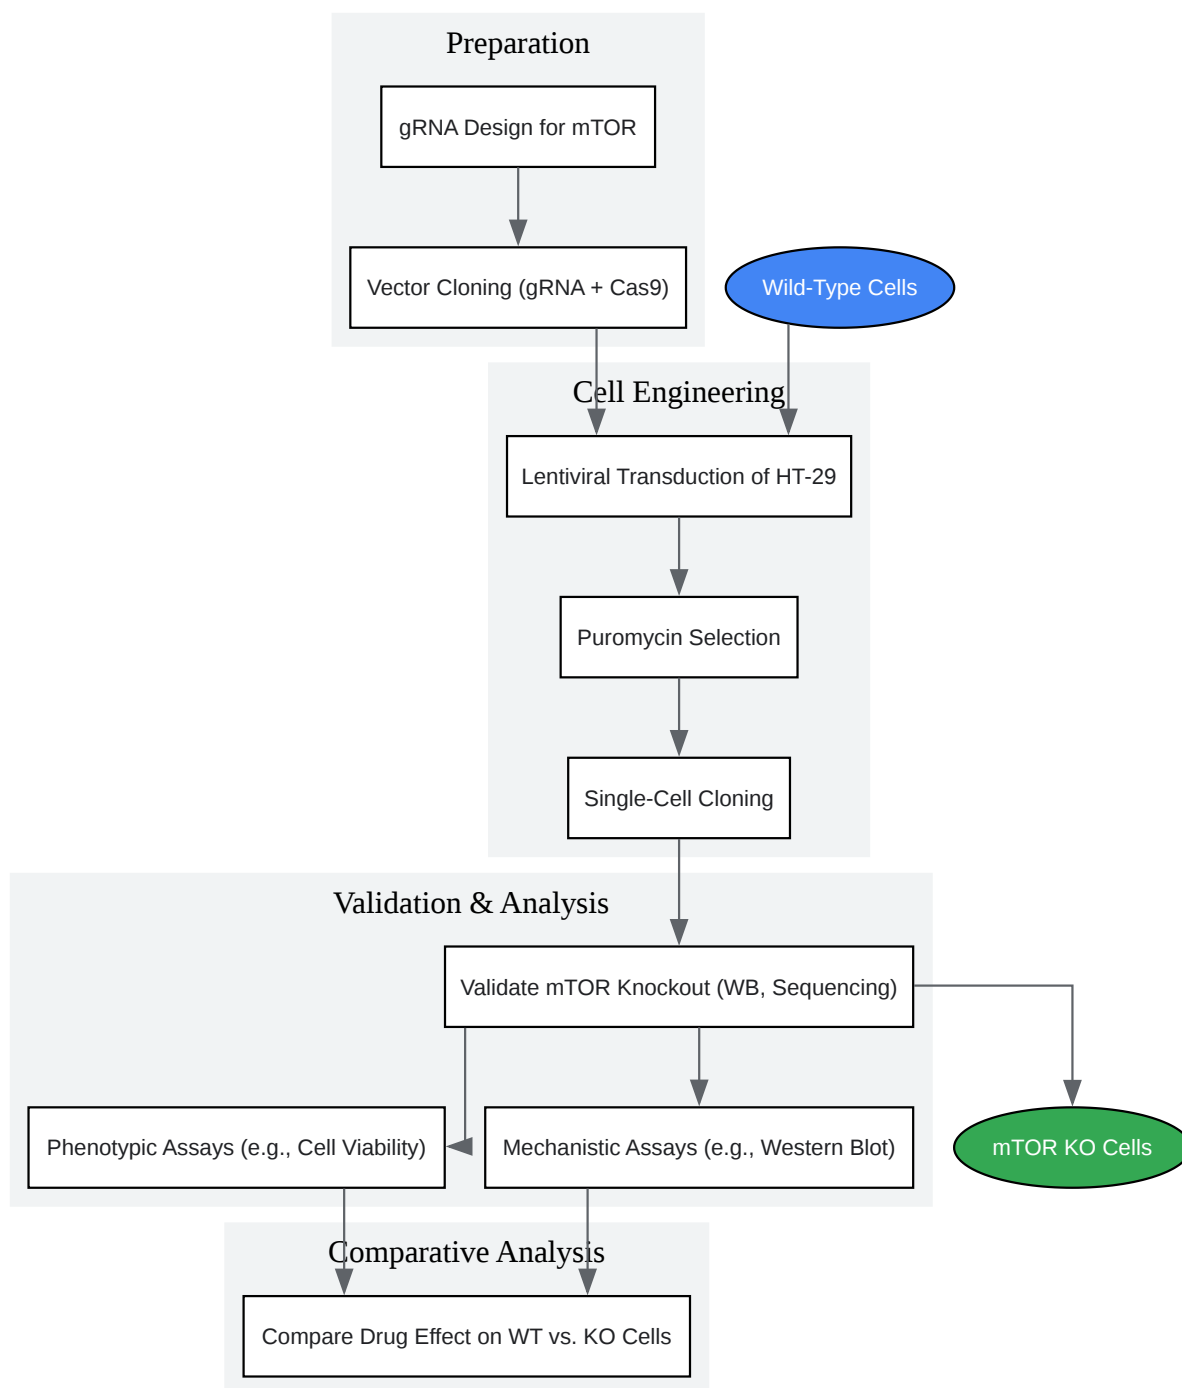 Preparation
gRNA Design for mTOR
Vector Cloning (gRNA + Cas9)
Wild-Type Cells
Cell Engineering
Lentiviral Transduction of HT-29
Puromycin Selection
Single-Cell Cloning
Validation & Analysis
Validate mTOR Knockout (WB, Sequencing)
Phenotypic Assays (e.g., Cell Viability)
Mechanistic Assays (e.g., Western Blot)
mTOR KO Cells
Comparative Analysis
Compare Drug Effect on WT vs. KO Cells